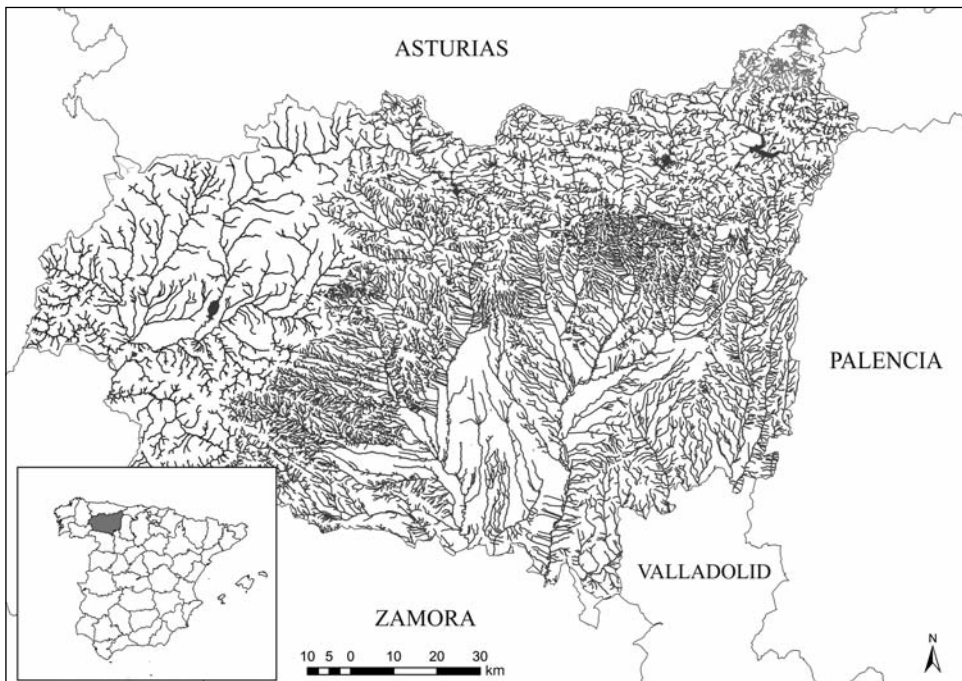 ASTURIAS
PALENCIA
VALLADOLID
ZAMORA
N
10 5 0 10 20 30
km